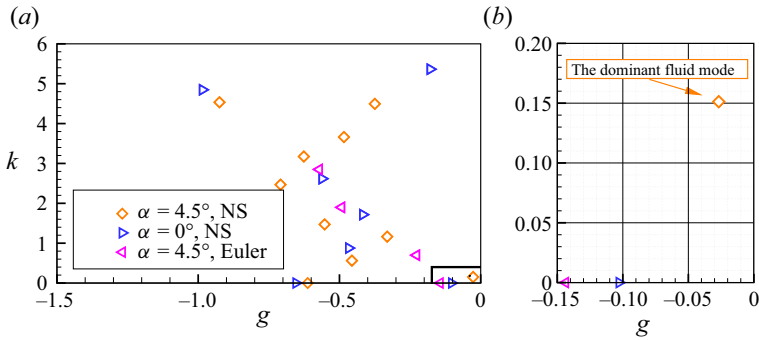 (a)
6
5
4
3
2
1
0
k
α = 4.5°, NS
α = 0°, NS
α = 4.5°, Euler
−1.5
−1.0
−0.5
0
g
(b)
0.20
0.15
0.10
0.05
0
The dominant fluid mode
−0.15
−0.10
−0.05
0
g